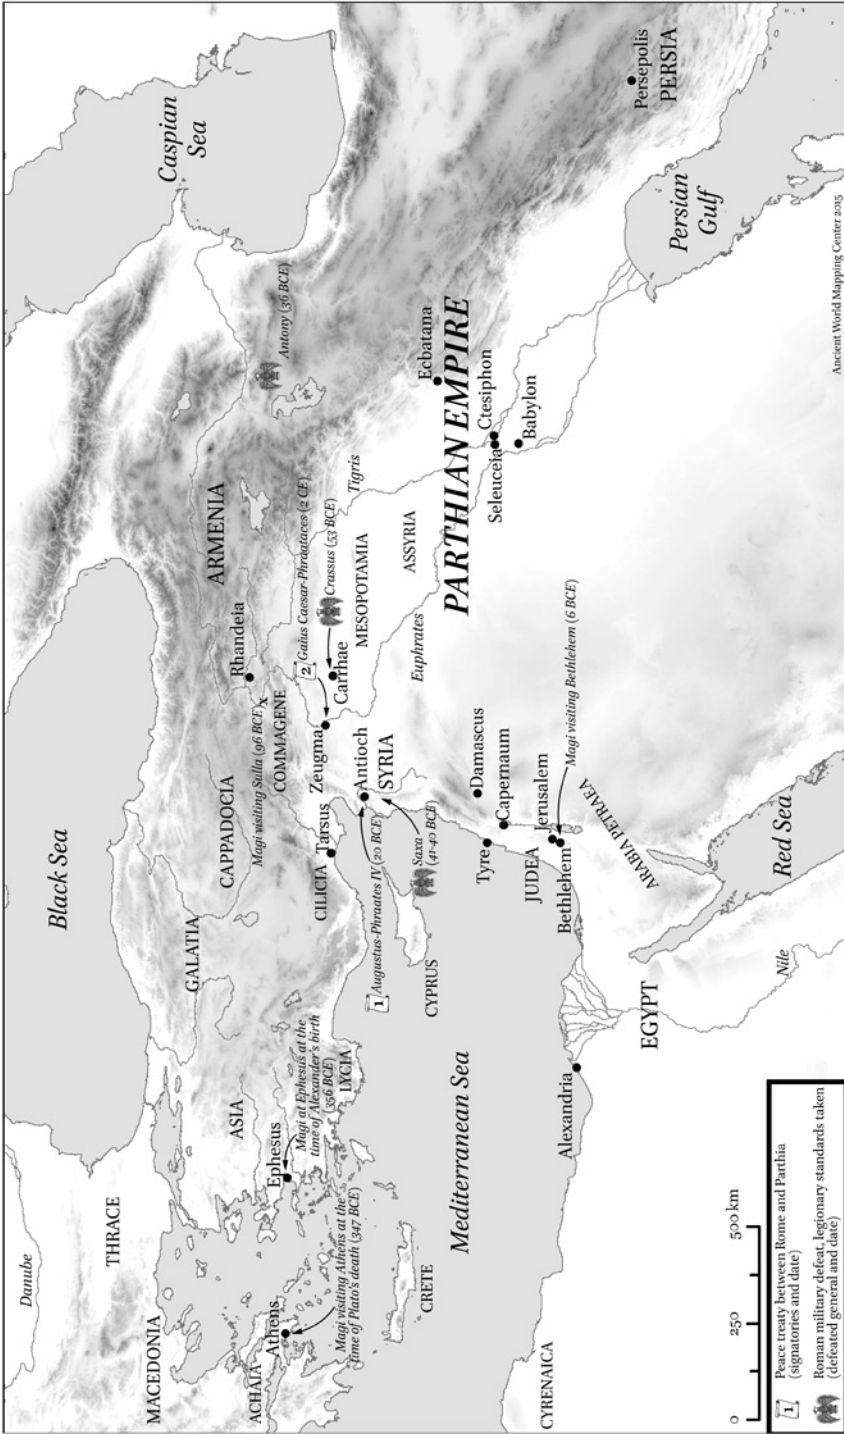 Danube
THRACE
MACEDONIA
ACHAIA
Athens
Magi visiting Athens at the
time of Plato's death (347 BCE)
CRETE
CYRENAICA
Black Sea
ASIA
Ephesus
Magi at Ephesus at the
time of Alexander's birth
(356 BCE)
LYCIA
Mediterranean Sea
Alexandria
EGYPT
Nile
GALATIA
CAPPADOCIA
Magi visiting Sulla (96 BCE)
x
CILICIA
Tarsus
1
Augustus-Phraates IV (20 BCE)
CYPRUS
Saxa
(41-40 BCE)
Rhandeia
ARMENIA
COMMAGENE
Zeugma
2
Gaius Caesar-Phraataces (2 CE)
Crassus (53 BCE)
Carrhae
MESOPOTAMIA
Antioch
SYRIA
Tigris
Euphrates
ASSYRIA
Antony (36 BCE)
Caspian
Sea
Ecbatana
PARTHIAN EMPIRE
Seleuceia
Ctesiphon
Babylon
Damascus
Tyre
Capernaum
JUDEA
Jerusalem
Bethlehem
Magi visiting Bethlehem (6 BCE)
ARABIA PETRAEA
Red Sea
Persepolis
PERSIA
Persian
Gulf
Ancient World Mapping Center 2015
0
250
500 km
1
Peace treaty between Rome and Parthia
(signatories and date)
Roman military defeat, legionary standards taken
(defeated general and date)